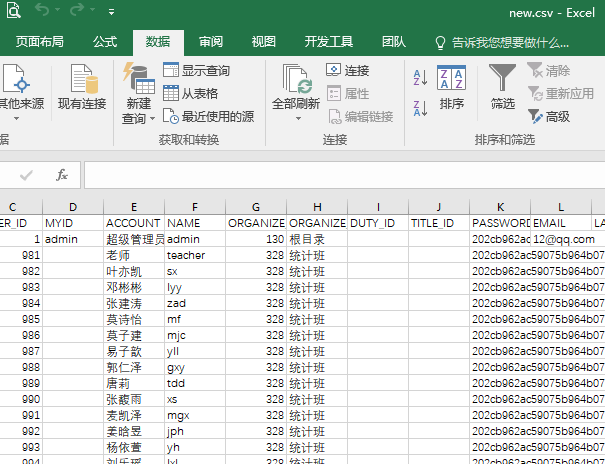 new.csv - Excel
页面布局 公式 数据 审阅 视图 开发工具 团队 告诉我您想要做什么...
其他来源 现有连接 新建查询 显示查询 从表格 最近使用的源 全部刷新 连接 属性 编辑链接 排序 筛选 清除 重新应用 高级
据 获取和转换 连接 排序和筛选
fx
C D E F G H I J K L
ER_ID MYID ACCOUNT NAME ORGANIZE ORGANIZE DUTY_ID TITLE_ID PASSWORD EMAIL LA
1 admin 超级管理员 admin 130 根目录 202cb962ac 12@qq.com
981 老师 teacher 328 统计班 202cb962ac59075b964b07
982 叶亦凯 sx 328 统计班 202cb962ac59075b964b07
983 邓彬彬 lyy 328 统计班 202cb962ac59075b964b07
984 张建涛 zad 328 统计班 202cb962ac59075b964b07
985 莫诗怡 mf 328 统计班 202cb962ac59075b964b07
986 莫子建 mjc 328 统计班 202cb962ac59075b964b07
987 易子歆 yll 328 统计班 202cb962ac59075b964b07
988 郭仁泽 gxy 328 统计班 202cb962ac59075b964b07
989 唐莉 tdd 328 统计班 202cb962ac59075b964b07
990 张馥雨 xs 328 统计班 202cb962ac59075b964b07
991 麦凯泽 mgx 328 统计班 202cb962ac59075b964b07
992 姜晗昱 jph 328 统计班 202cb962ac59075b964b07
993 杨依萱 yh 328 统计班 202cb962ac59075b964b07